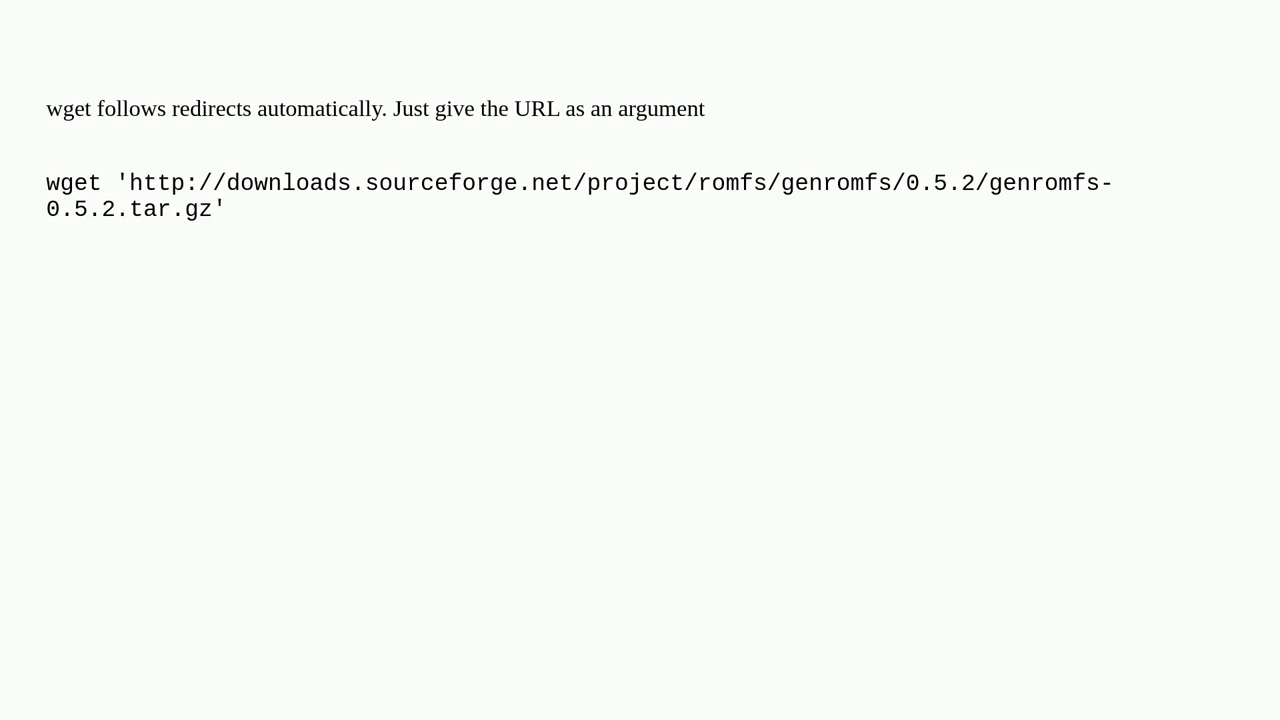 wget follows redirects automatically. Just give the URL as an argument
wget 'http://downloads.sourceforge.net/project/romfs/genromfs/0.5.2/genromfs-
0.5.2.tar.gz'